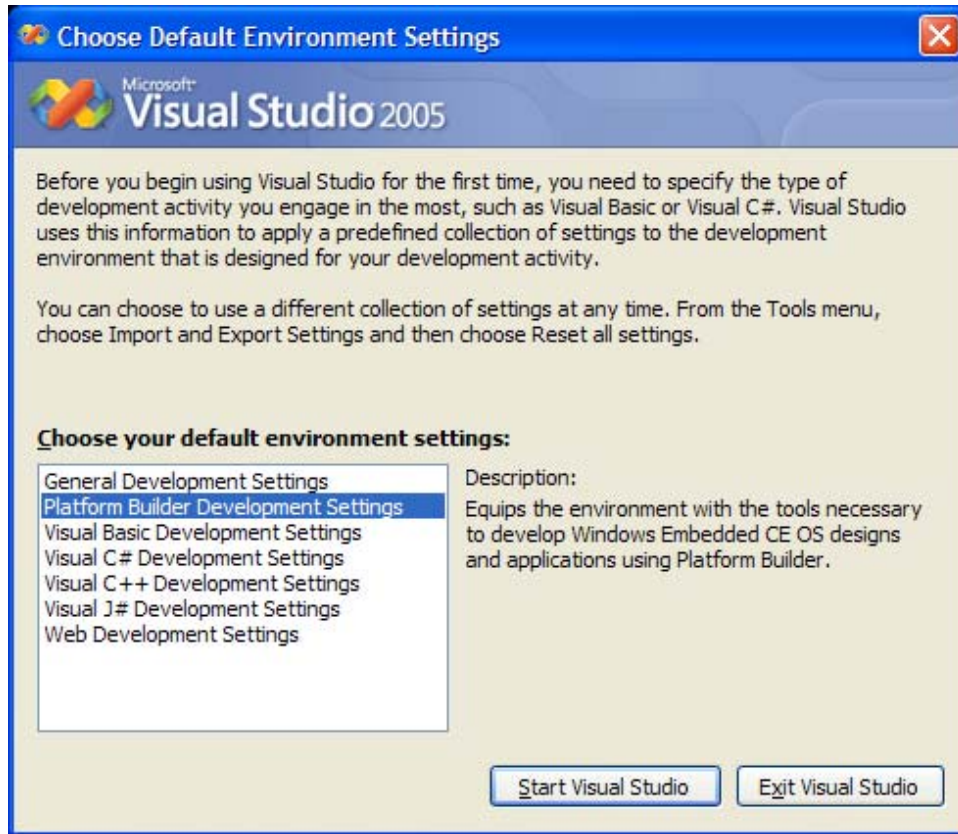 Choose Default Environment Settings
Microsoft
Visual Studio 2005
Before you begin using Visual Studio for the first time, you need to specify the type of
development activity you engage in the most, such as Visual Basic or Visual C#. Visual Studio
uses this information to apply a predefined collection of settings to the development
environment that is designed for your development activity.
You can choose to use a different collection of settings at any time. From the Tools menu,
choose Import and Export Settings and then choose Reset all settings.
Choose your default environment settings:
General Development Settings
Platform Builder Development Settings
Visual Basic Development Settings
Visual C# Development Settings
Visual C++ Development Settings
Visual J# Development Settings
Web Development Settings
Description:
Equips the environment with the tools necessary
to develop Windows Embedded CE OS designs
and applications using Platform Builder.
Start Visual Studio
Exit Visual Studio